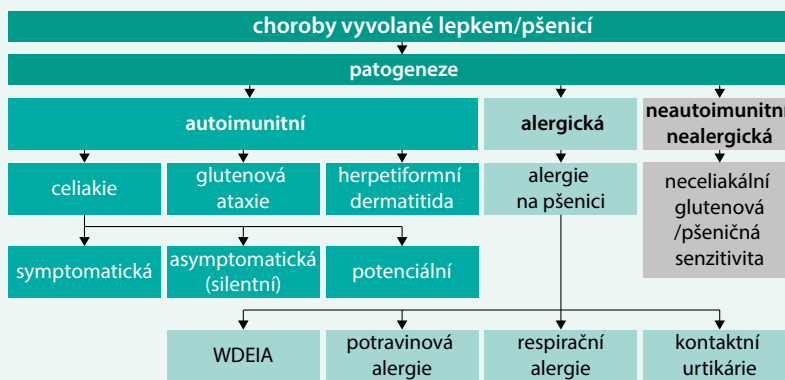 choroby vyvolané lepkem/pšenicí
patogeneze
autoimunitní
alergická
neautoimunitní
nealergická
celiakie
glutenová
ataxie
herpetiformní
dermatitida
alergie
na pšenici
neceliakální
glutenová
/pšeničná
senzitivita
symptomatická
asymptomatická
(silentní)
potenciální
WDEIA
potravinová
alergie
respirační
alergie
kontaktní
urtikárie